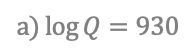 a) log Q = 930